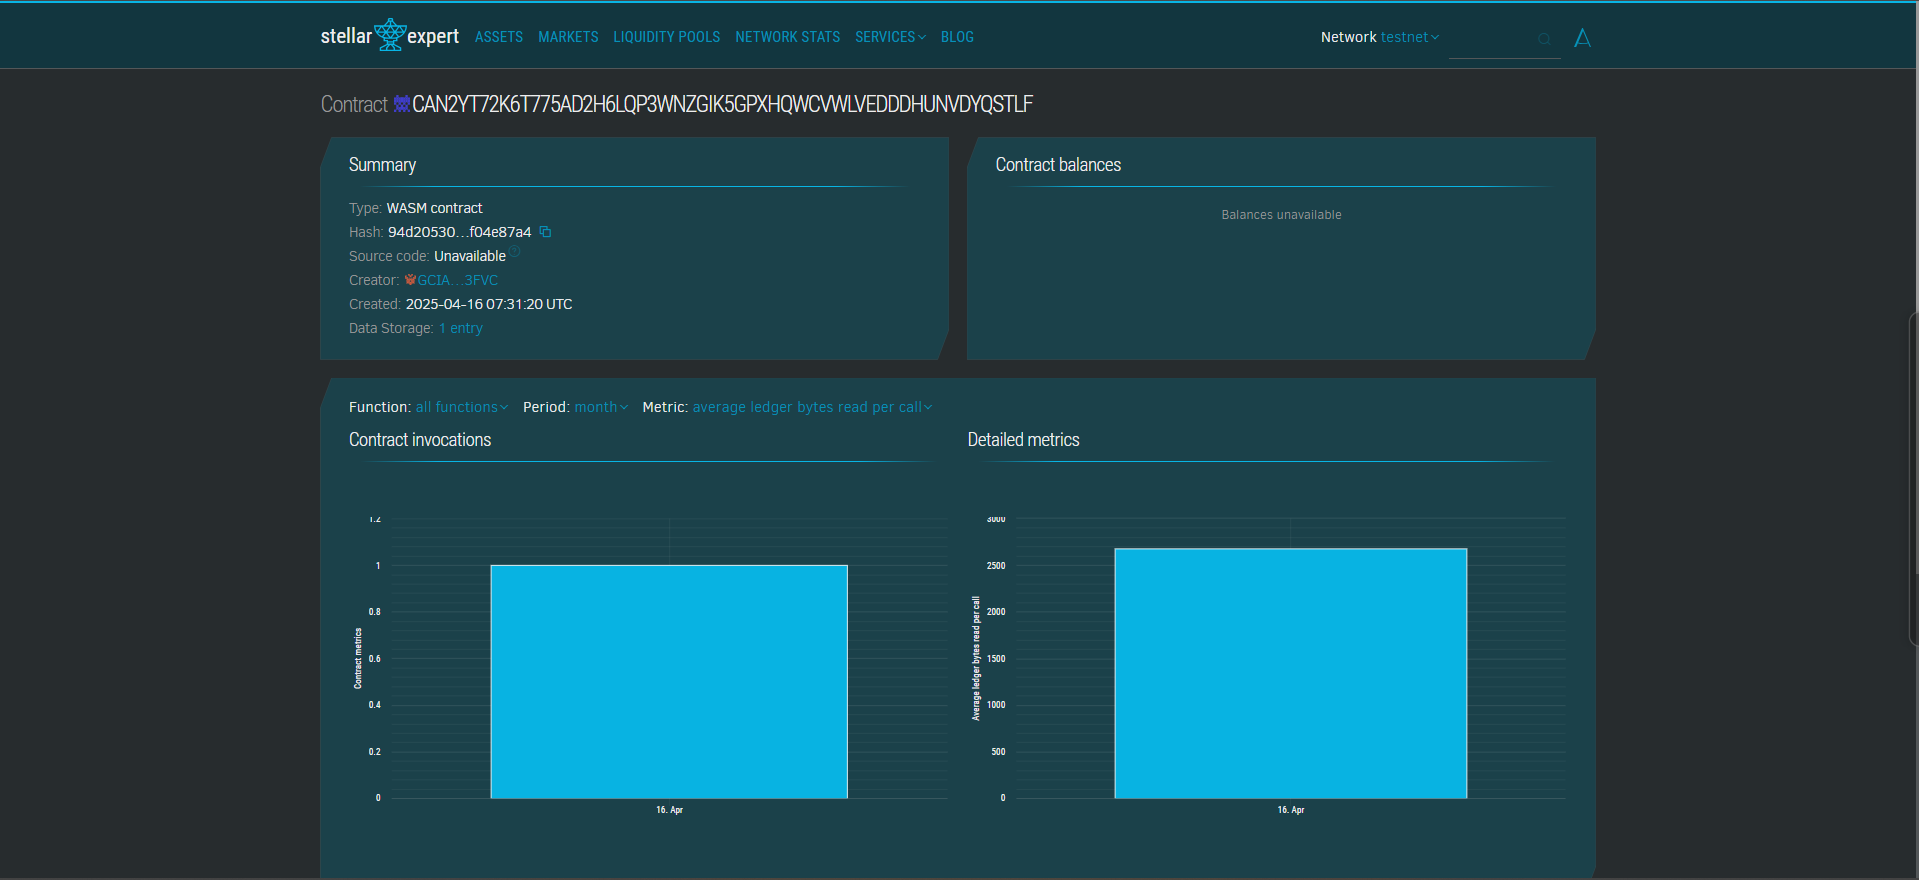 stellar expert ASSETS MARKETS LIQUIDITY POOLS NETWORK STATS SERVICES BLOG Network testnet
Contract CAN2YT72K6T775AD2H6LQP3WNZGIK5GPXHQWCVWLVEDDDHUNVDYQSTLF
Summary
Type: WASM contract
Hash: 94d20530...f04e87a4
Source code: Unavailable
Creator: GCIA...3FVC
Created: 2025-04-16 07:31:20 UTC
Data Storage: 1 entry
Contract balances
Balances unavailable
Function: all functions Period: month Metric: average ledger bytes read per call
Contract invocations
Contract metrics
1.2
1
0.8
0.6
0.4
0.2
0
16. Apr
Detailed metrics
Average ledger bytes read per call
3000
2500
2000
1500
1000
500
0
16. Apr